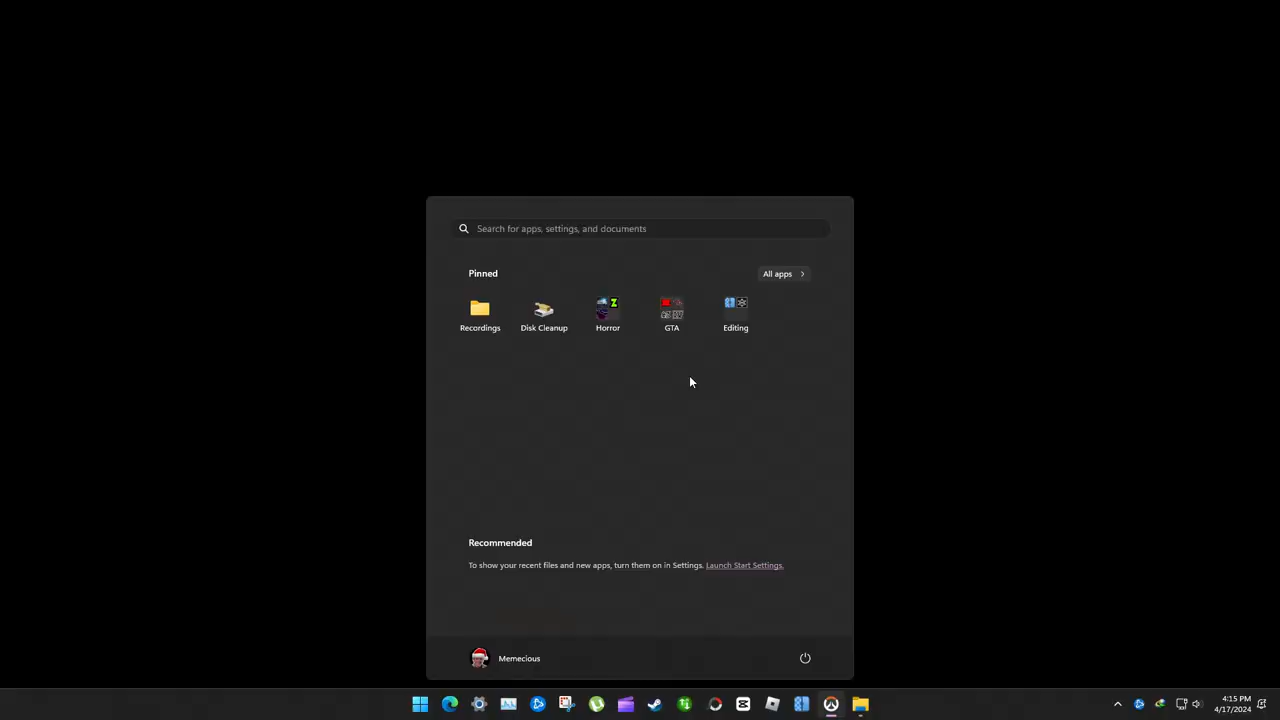 Search for apps, settings, and documents
Pinned
All apps
Recordings
Disk Cleanup
Horror
GTA
Editing
Recommended
To show your recent files and new apps, turn them on in Settings. Launch Start Settings.
Memecious
4:15 PM
4/17/2024